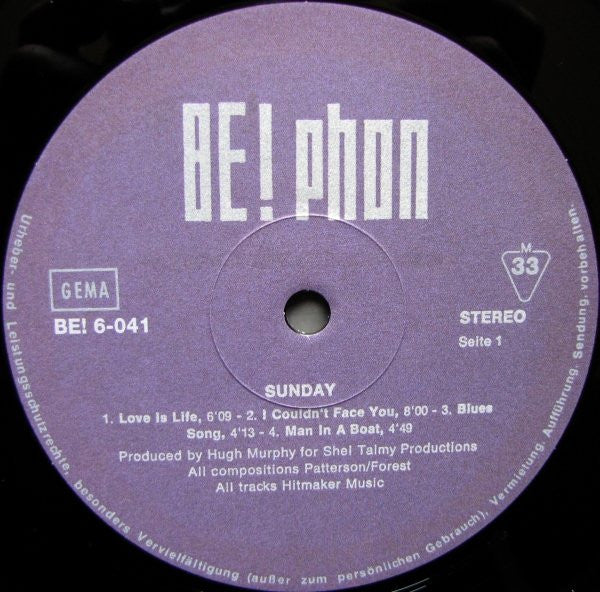 BE! phon
GEMA
BE! 6-041
M
33
STEREO
Seite 1
SUNDAY
1. Love Is Life, 6'09 - 2. I Couldn't Face You, 8'00 - 3. Blues
Song, 4'13 - 4. Man In A Boat, 4'49
Produced by Hugh Murphy for Shel Talmy Productions
All compositions Patterson/Forest
All tracks Hitmaker Music
Urheber- und Leistungsschutzrechte, besonders Vervielfältigung (außer zum persönlichen Gebrauch), Vermietung, Aufführung, Sendung, vorbehalten.